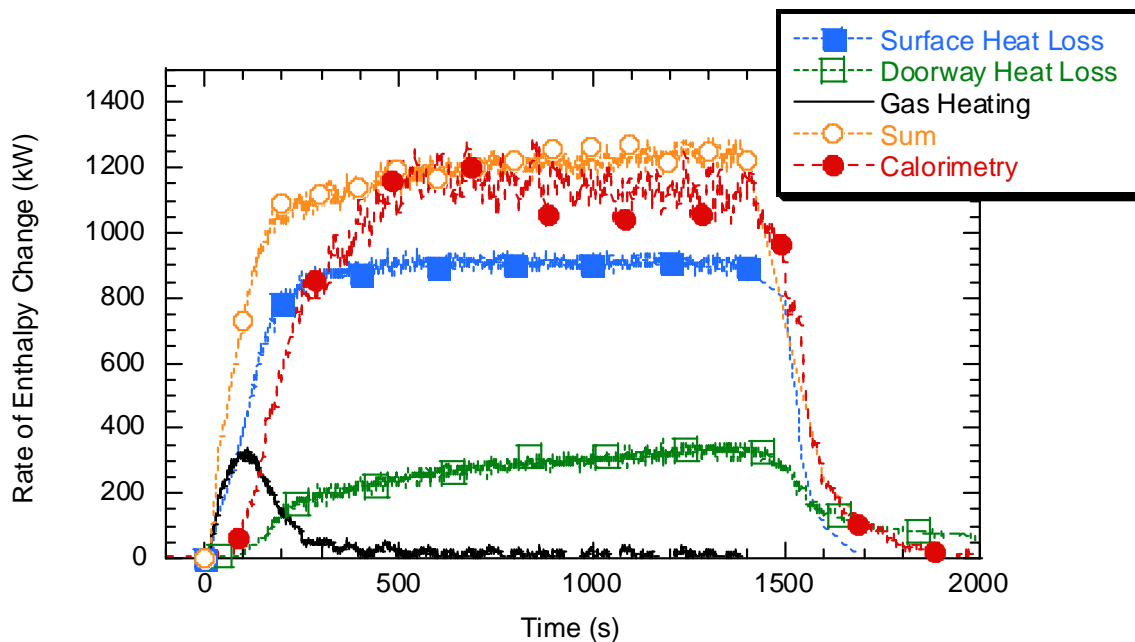 Surface Heat Loss
Doorway Heat Loss
Gas Heating
Sum
Calorimetry
Rate of Enthalpy Change (kW)
1400
1200
1000
800
600
400
200
0
0 500 1000 1500 2000
Time (s)